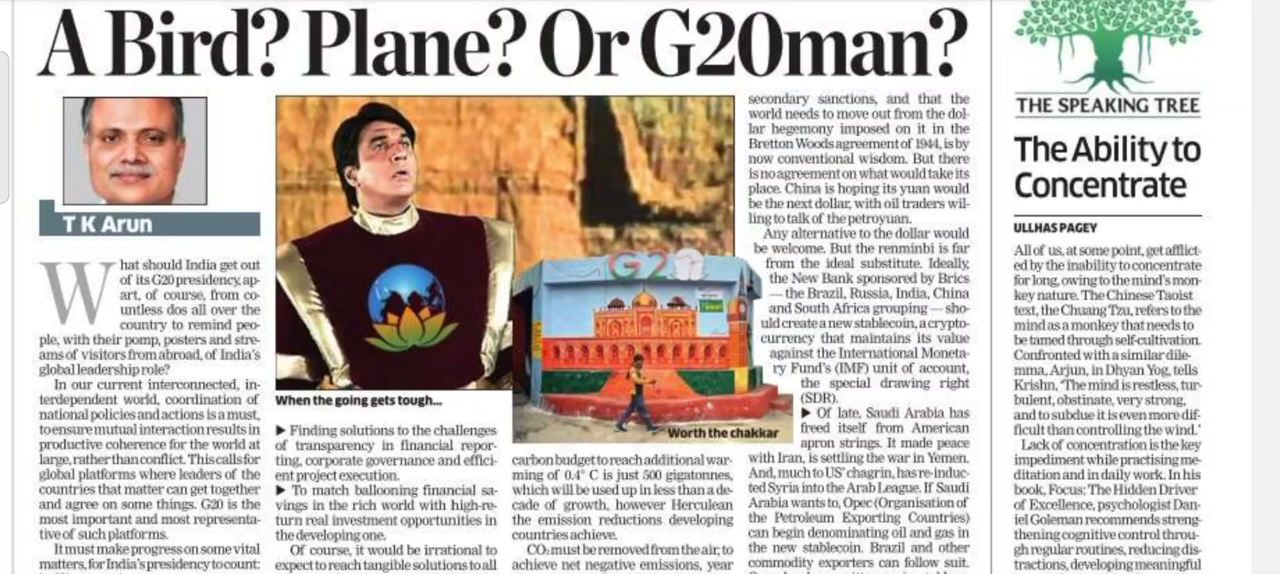 A Bird? Plane? Or G20man?
T K Arun
What should India get out
of its G20 presidency, ap-
art, of course, from co-
untless dos all over the
country to remind peo-
ple, with their pomp, posters and stre-
ams of visitors from abroad, of India's
global leadership role?
In our current interconnected, in-
terdependent world, coordination of
national policies and actions is a must,
to ensure mutual interaction results in
productive coherence for the world at
large, rather than conflict. This calls for
global platforms where leaders of the
countries that matter can get together
and agree on some things. G20 is the
most important and most representa-
tive of such platforms.
It must make progress on some vital
matters, for India's presidency to count:
When the going gets tough...
▶ Finding solutions to the challenges
of transparency in financial repor-
ting, corporate governance and effici-
ent project execution.
▶ To match ballooning financial sa-
vings in the rich world with high-re-
turn real investment opportunities in
the developing one.
Of course, it would be irrational to
expect to reach tangible solutions to all
G20
Worth the chakkar
carbon budget to reach additional war-
ming of 0.4° C is just 500 gigatonnes,
which will be used up in less than a de-
cade of growth, however Herculean
the emission reductions developing
countries achieve.
CO₂ must be removed from the air, to
achieve net negative emissions, year
secondary sanctions, and that the
world needs to move out from the dol-
lar hegemony imposed on it in the
Bretton Woods agreement of 1944, is by
now conventional wisdom. But there
is no agreement on what would take its
place. China is hoping its yuan would
be the next dollar, with oil traders wil-
ling to talk of the petroyuan.
Any alternative to the dollar would
be welcome. But the renminbi is far
from the ideal substitute. Ideally,
the New Bank sponsored by Brics
— the Brazil, Russia, India, China
and South Africa grouping — sho-
uld create a new stablecoin, a crypto-
currency that maintains its value
against the International Moneta-
ry Fund's (IMF) unit of account,
the special drawing right
(SDR).
▶ Of late, Saudi Arabia has
freed itself from American
apron strings. It made peace
with Iran, is settling the war in Yemen.
And, much to US' chagrin, has re-induc-
ted Syria into the Arab League. If Saudi
Arabia wants to, Opec (Organisation of
the Petroleum Exporting Countries)
can begin denominating oil and gas in
the new stablecoin. Brazil and other
commodity exporters can follow suit.
THE SPEAKING TREE
The Ability to
Concentrate
ULLHAS PAGEY
All of us, at some point, get afflict-
ed by the inability to concentrate
for long, owing to the mind's mon-
key nature. The Chinese Taoist
text, the Chuang Tzu, refers to the
mind as a monkey that needs to
be tamed through self-cultivation.
Confronted with a similar dile-
mma, Arjun, in Dhyan Yog, tells
Krishn, 'The mind is restless, tur-
bulent, obstinate, very strong,
and to subdue it is even more dif-
ficult than controlling the wind.'
Lack of concentration is the key
impediment while practising me-
ditation and in daily work. In his
book, Focus: The Hidden Driver
of Excellence, psychologist Dan-
iel Goleman recommends streng-
thening cognitive control throu-
gh regular routines, reducing dis-
tractions, developing meaningful